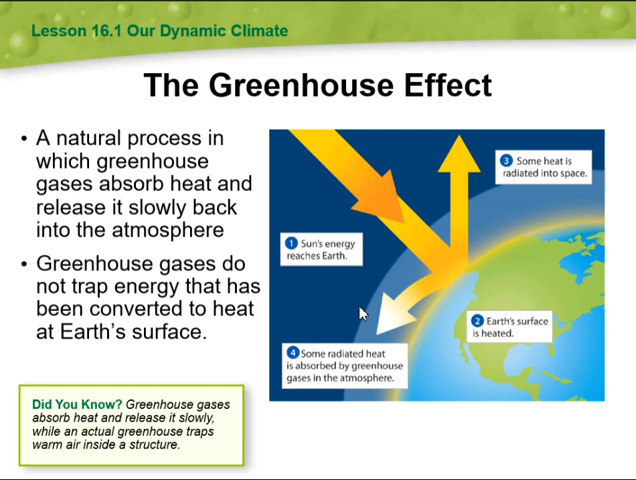 Lesson 16.1 Our Dynamic Climate
The Greenhouse Effect
• A natural process in
which greenhouse
gases absorb heat and
release it slowly back
into the atmosphere
• Greenhouse gases do
not trap energy that has
been converted to heat
at Earth's surface.
3 Some heat is
radiated into space.
1 Sun's energy
reaches Earth.
2 Earth's surface
is heated.
4 Some radiated heat
is absorbed by greenhouse
gases in the atmosphere.
Did You Know? Greenhouse gases
absorb heat and release it slowly,
while an actual greenhouse traps
warm air inside a structure.